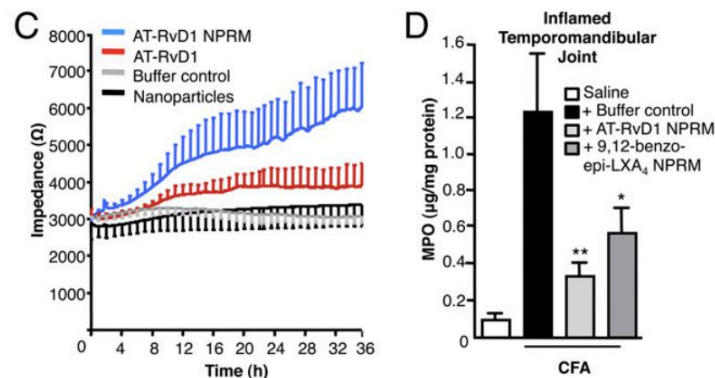 C
AT-RvD1 NPRM
AT-RvD1
Buffer control
Nanoparticles
8000
7000
6000
5000
4000
3000
2000
1000
Impedance (Ω)
0 4 8 12 16 20 24 28 32 36
Time (h)
D
Inflamed
Temporomandibular
Joint
Saline
+ Buffer control
+ AT-RvD1 NPRM
+ 9,12-benzo-
epi-LXA₄ NPRM
1.6
1.4
1.2
1.0
0.8
0.6
0.4
0.2
0
MPO (µg/mg protein)
**
*
CFA